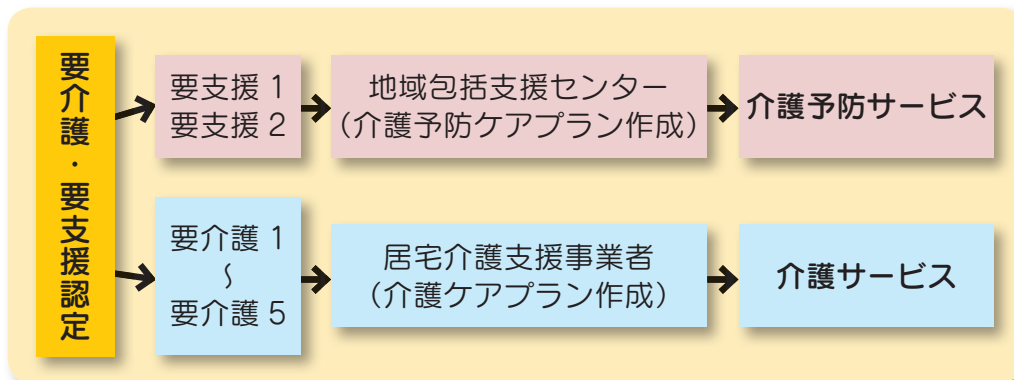 要介護・要支援認定
要支援 1
要支援 2
地域包括支援センター
（介護予防ケアプラン作成）
介護予防サービス
要介護 1
〜
要介護 5
居宅介護支援事業者
（介護ケアプラン作成）
介護サービス